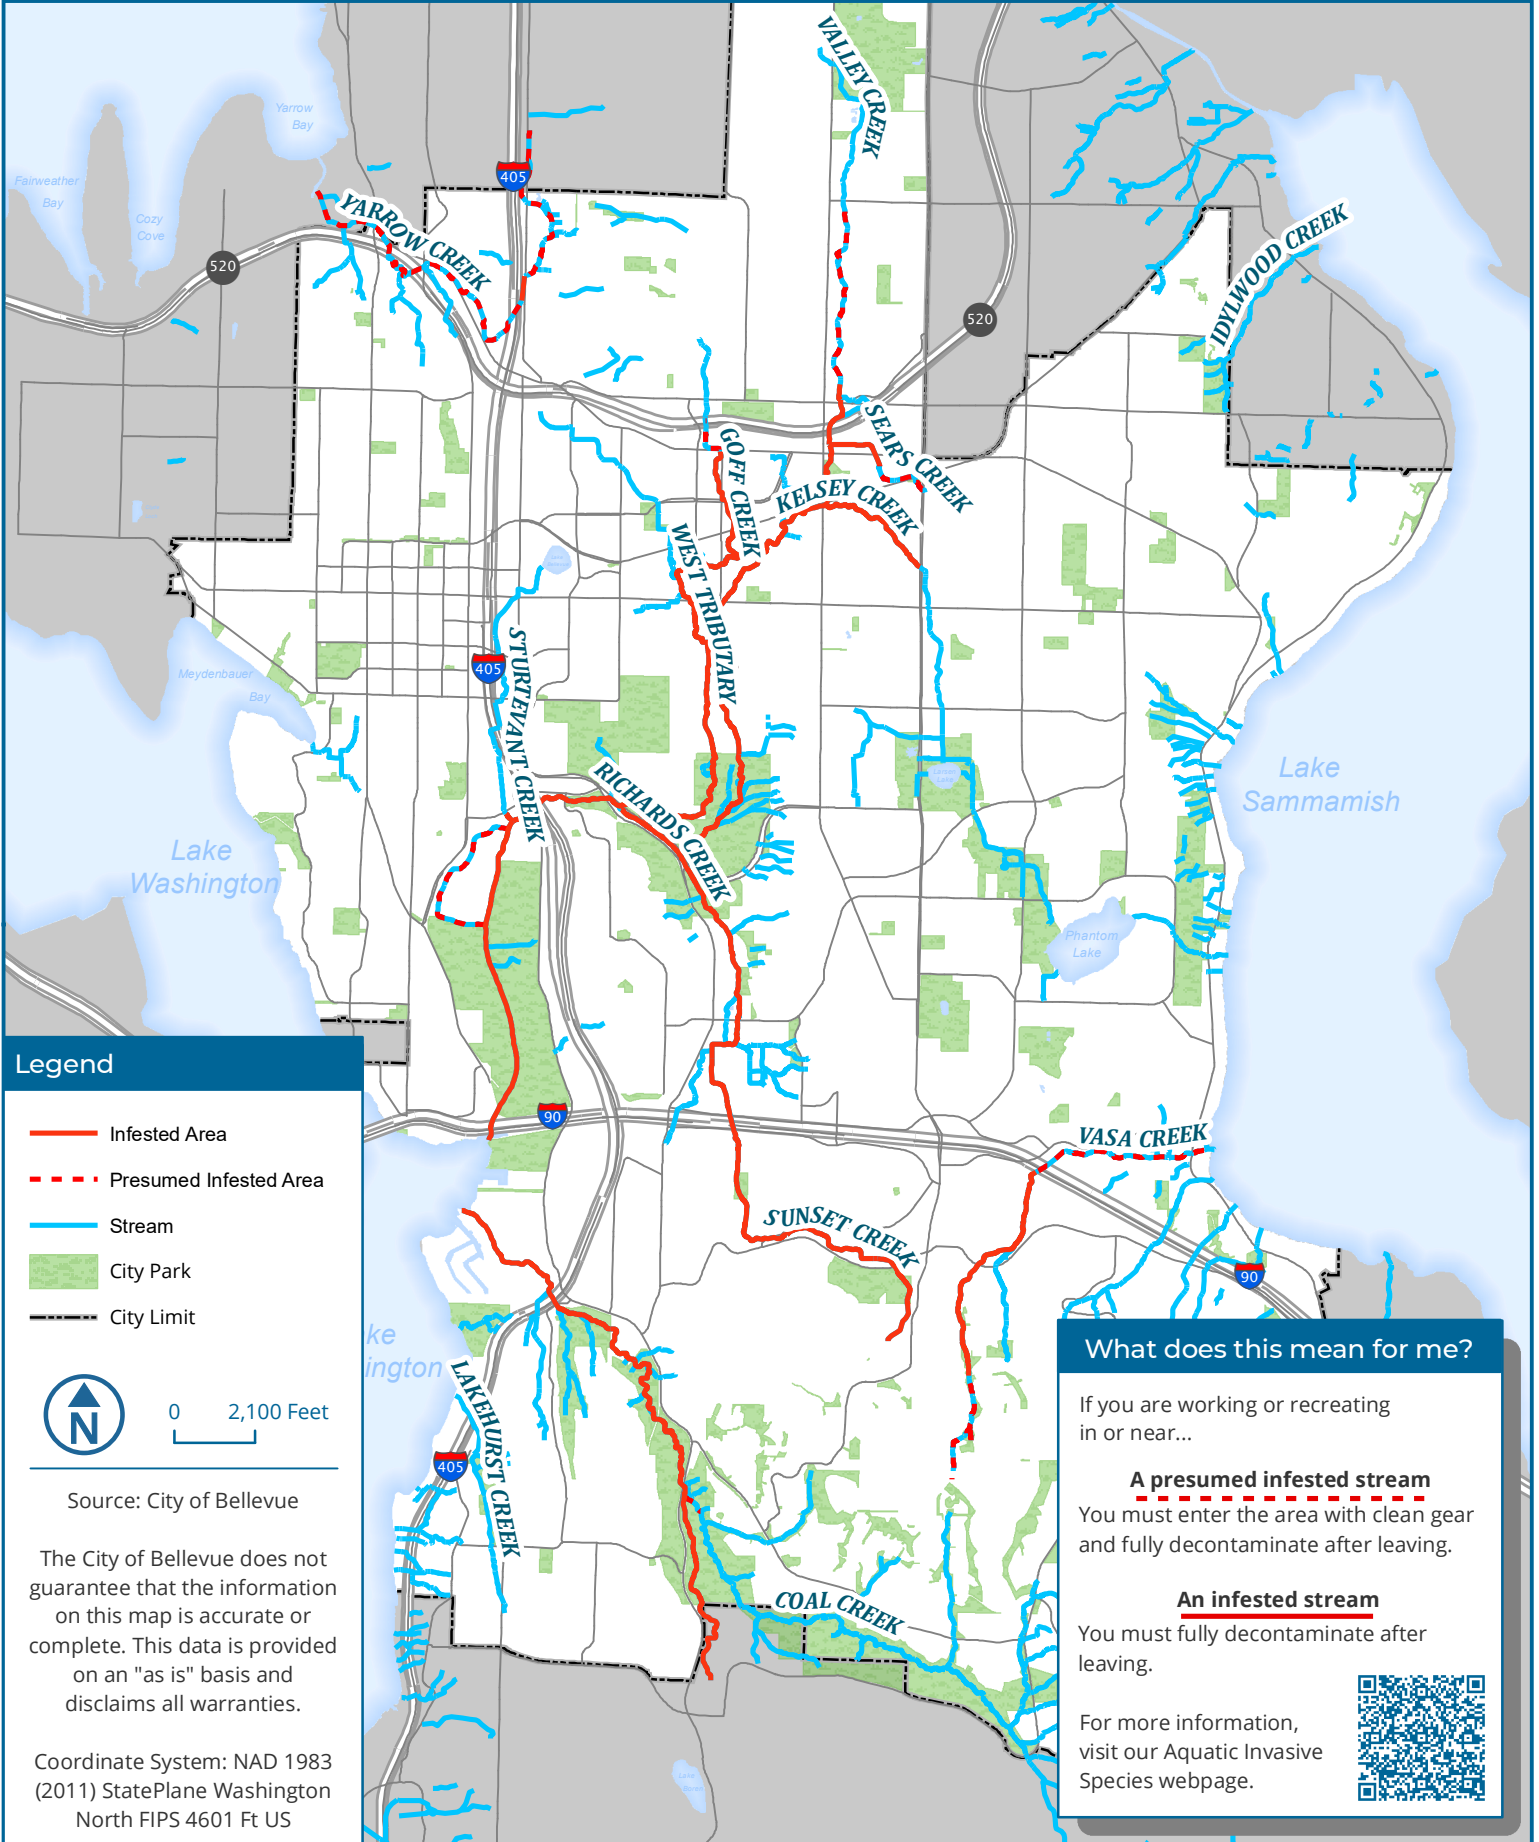 VALLEY CREEK
Yarrow
Bay
405
Fairweather
Bay
Cozy
Cove
YARROW CREEK
IDYLWOOD CREEK
520
520
SEARS CREEK
GOFF CREEK
KELSEY CREEK
WEST TRIBUTARY
STURTEVANT CREEK
405
Meydenbauer
Bay
RICHARDS CREEK
Lake
Sammamish
Lake
Washington
Phantom
Lake
90
VASA CREEK
SUNSET CREEK
90
ke
ington
LAKEHURST CREEK
405
COAL CREEK
Legend
Infested Area
Presumed Infested Area
Stream
City Park
City Limit
N
0 2,100 Feet
Source: City of Bellevue
The City of Bellevue does not
guarantee that the information
on this map is accurate or
complete. This data is provided
on an "as is" basis and
disclaims all warranties.
Coordinate System: NAD 1983
(2011) StatePlane Washington
North FIPS 4601 Ft US
What does this mean for me?
If you are working or recreating
in or near...
A presumed infested stream
You must enter the area with clean gear
and fully decontaminate after leaving.
An infested stream
You must fully decontaminate after
leaving.
For more information,
visit our Aquatic Invasive
Species webpage.